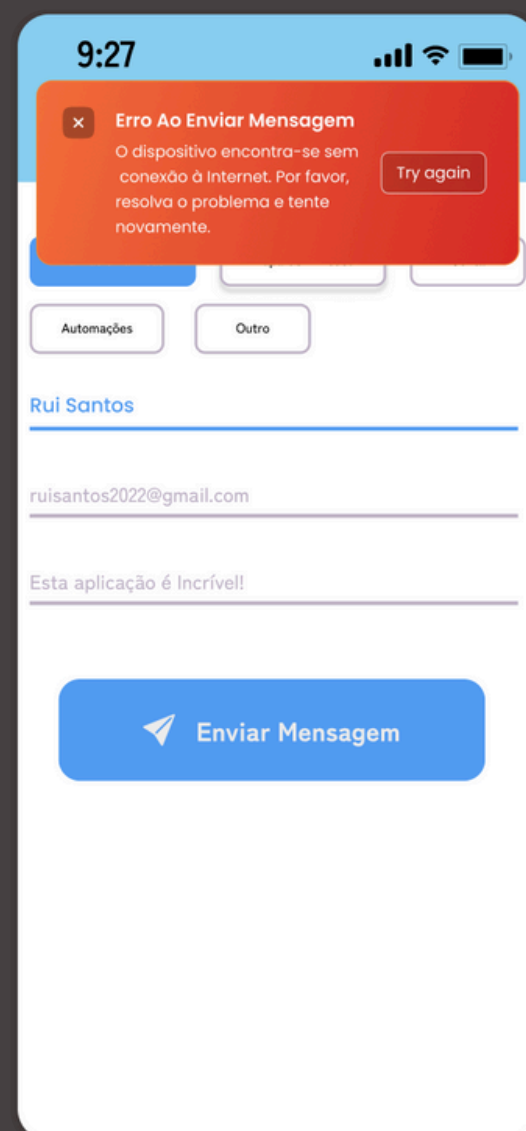 9:27
Erro Ao Enviar Mensagem
O dispositivo encontra-se sem
conexão à Internet. Por favor,
resolva o problema e tente
novamente.
Try again
Automações
Outro
Rui Santos
ruisantos2022@gmail.com
Esta aplicação é Incrível!
Enviar Mensagem